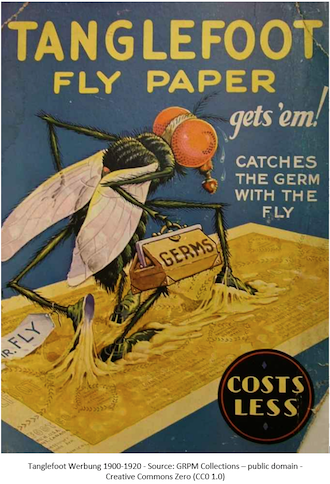 TANGLEFOOT
FLY PAPER
gets 'em!
CATCHES
THE GERM
WITH THE
FLY
GERMS
R. FLY
COSTS
LESS
Tanglefoot Werbung 1900-1920 - Source: GRPM Collections – public domain -
Creative Commons Zero (CC0 1.0)